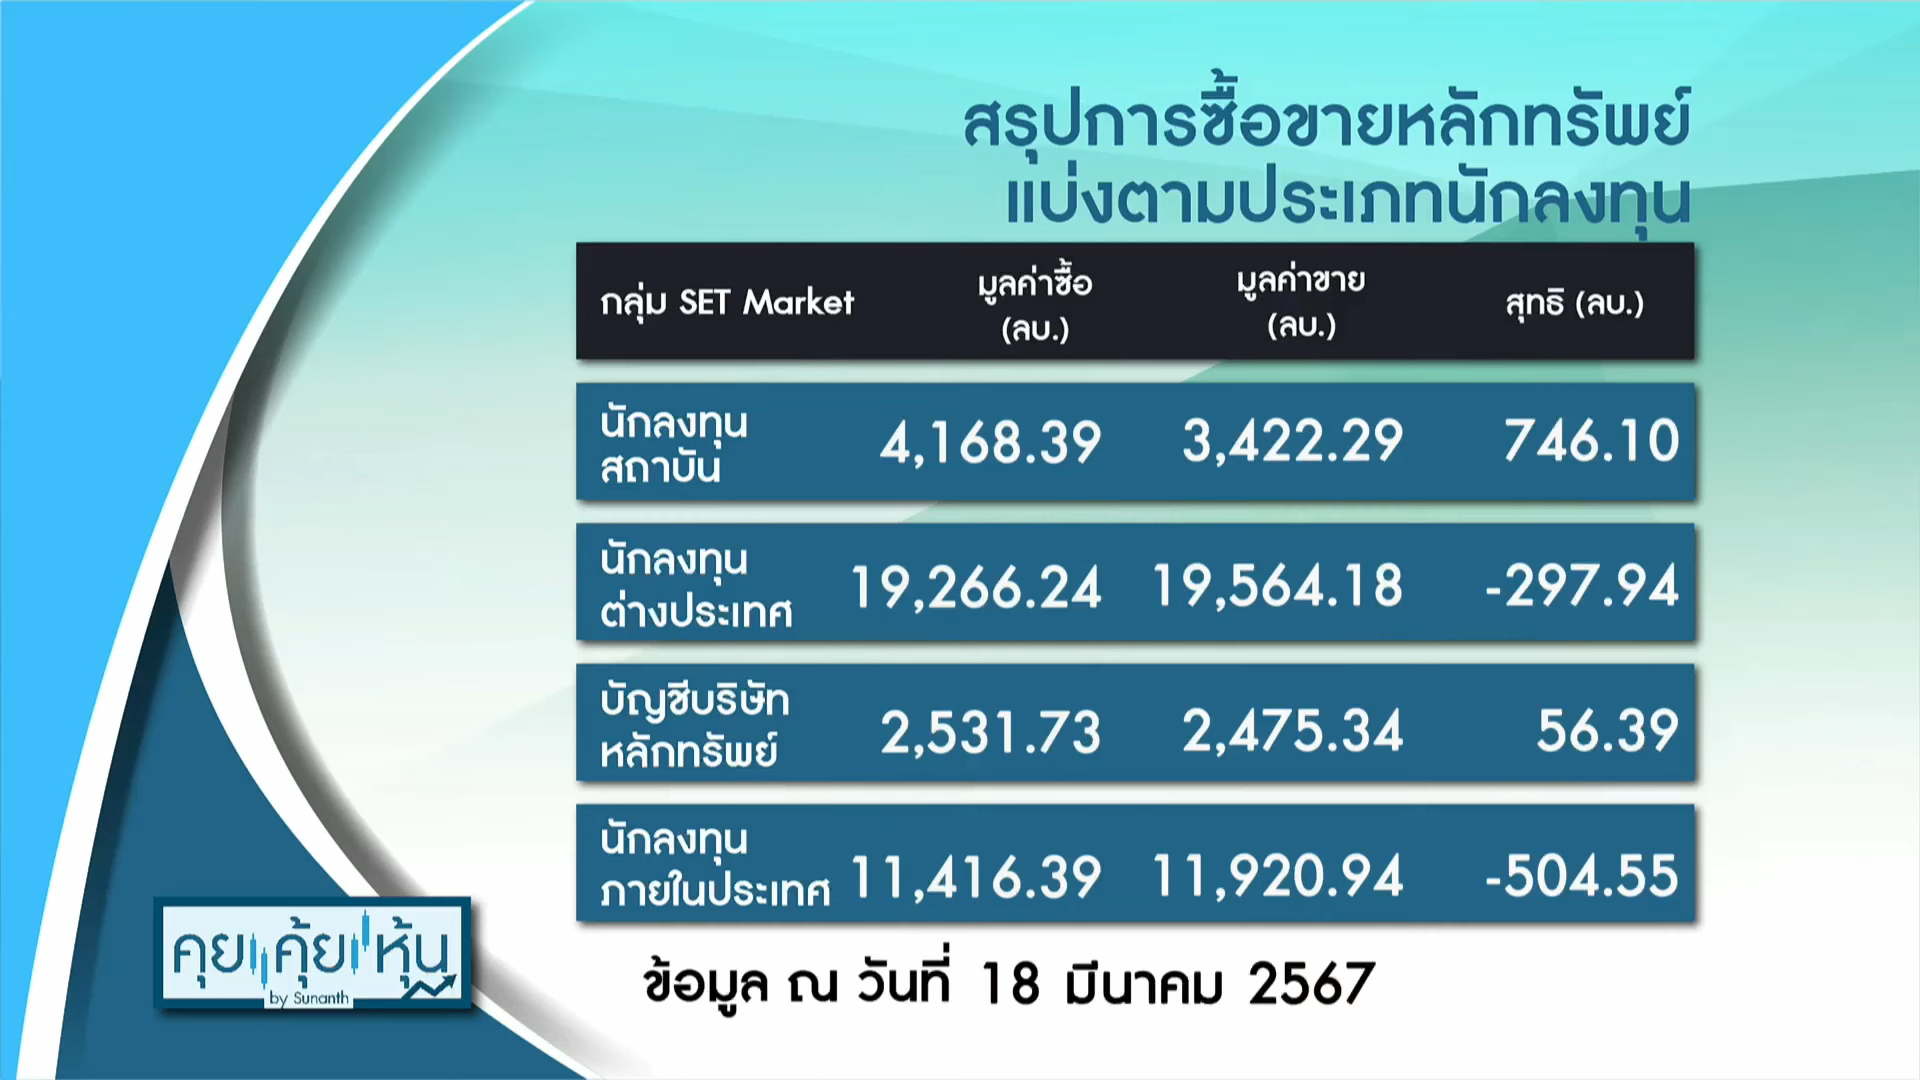 สรุปการซื้อขายหลักทรัพย์
แบ่งตามประเภทนักลงทุน
กลุ่ม SET Market มูลค่าซื้อ (ลบ.) มูลค่าขาย (ลบ.) สุทธิ (ลบ.)
นักลงทุน
สถาบัน 4,168.39 3,422.29 746.10
นักลงทุน
ต่างประเทศ 19,266.24 19,564.18 -297.94
บัญชีบริษัท
หลักทรัพย์ 2,531.73 2,475.34 56.39
นักลงทุน
ภายในประเทศ 11,416.39 11,920.94 -504.55
ข้อมูล ณ วันที่ 18 มีนาคม 2567
คุย คุ้ย หุ้น
by Sunanth